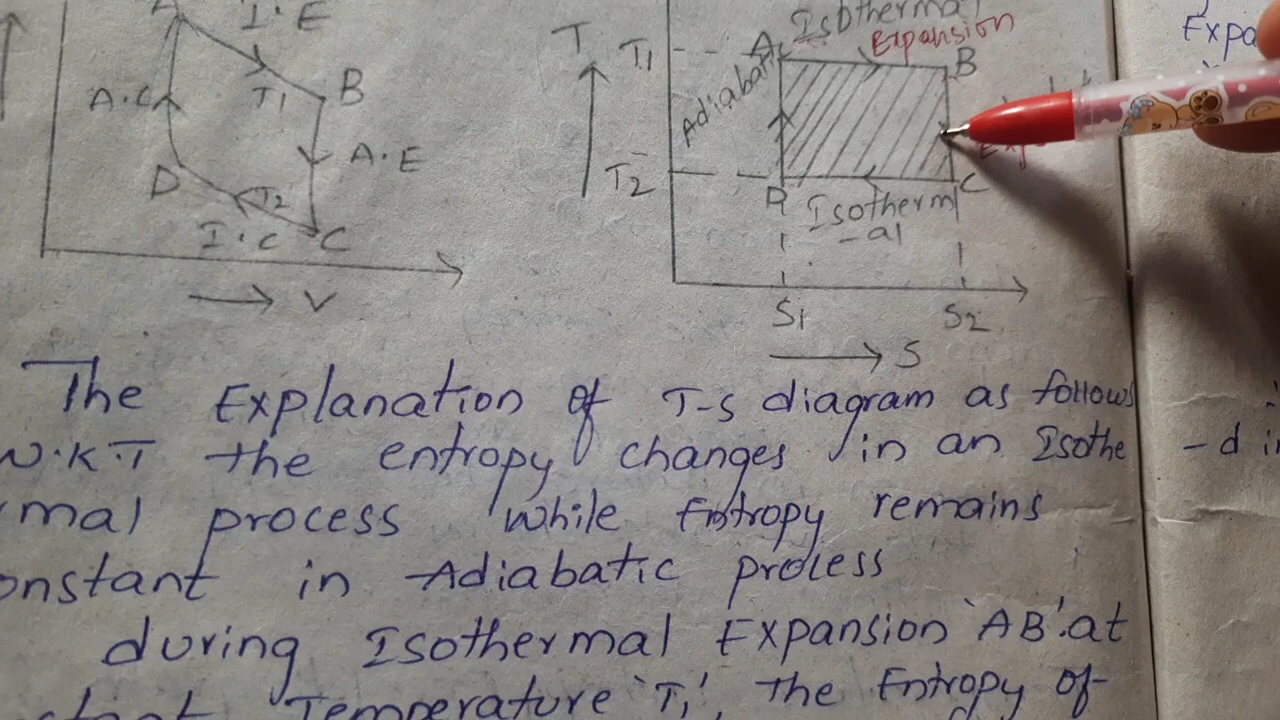 I.E
A.C
T1
B
A.E
D
T2
I.C
C
V
T
T1
A
Isothermal
Expansion
B
Adiabati
T2
D
Isotherm
-al
C
S1
S2
S
Expa
The Explanation of T-S diagram as follows
W.K.T the entropy changes in an Isothe
mal process while Entropy remains
onstant in Adiabatic process
during Isothermal Expansion 'AB' at
Temperature 'T1', the Entropy of
-d i